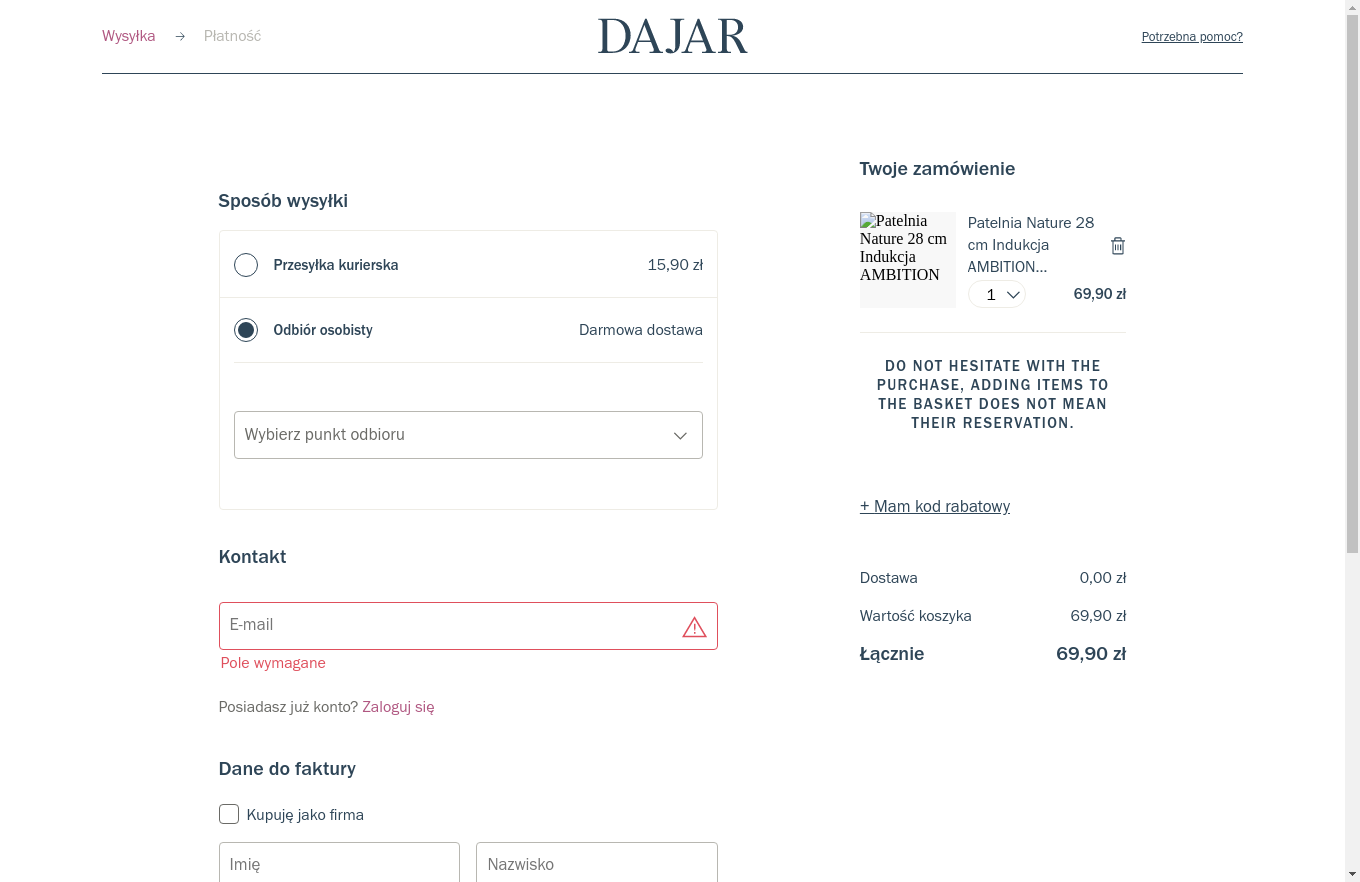 Wysyłka
Płatność
DAJAR
Potrzebna pomoc?
Sposób wysyłki
Przesyłka kurierska
15,90 zł
Odbiór osobisty
Darmowa dostawa
Wybierz punkt odbioru
Kontakt
E-mail
Pole wymagane
Posiadasz już konto? Zaloguj się
Dane do faktury
Kupuję jako firma
Imię
Nazwisko
Twoje zamówienie
Patelnia
Nature 28 cm
Indukcja
AMBITION
Patelnia Nature 28
cm Indukcja
AMBITION...
1
69,90 zł
DO NOT HESITATE WITH THE
PURCHASE, ADDING ITEMS TO
THE BASKET DOES NOT MEAN
THEIR RESERVATION.
+ Mam kod rabatowy
Dostawa
0,00 zł
Wartość koszyka
69,90 zł
Łącznie
69,90 zł